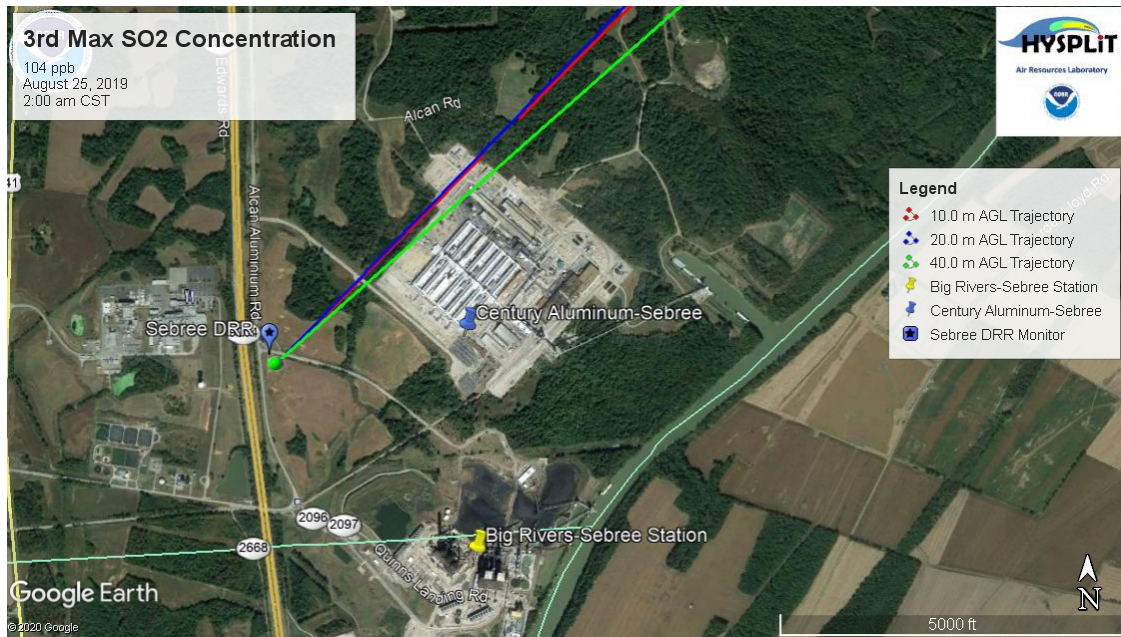 3rd Max SO2 Concentration
104 ppb
August 25, 2019
2:00 am CST
HYSPLIT
Air Resources Laboratory
NOAA
Edwards Rd
Alcan Rd
41
Alcan Aluminium Rd
Legend
10.0 m AGL Trajectory
20.0 m AGL Trajectory
40.0 m AGL Trajectory
Big Rivers-Sebree Station
Century Aluminum-Sebree
Sebree DRR Monitor
Century Aluminum-Sebree
Sebree DRR
2096
2097
2668
Big Rivers-Sebree Station
Quinns Landing Rd
Google Earth
© 2020 Google
N
5000 ft